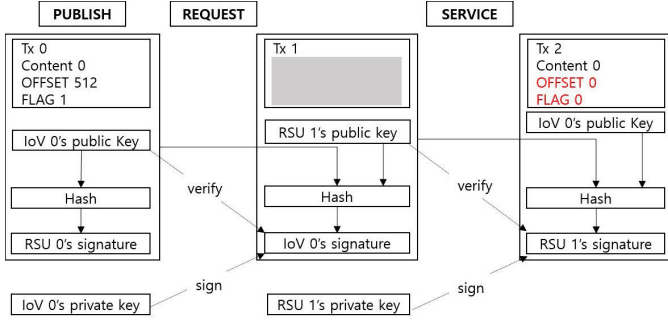 PUBLISH
REQUEST
SERVICE
Tx 0
Content 0
OFFSET 512
FLAG 1
IoV 0's public Key
Hash
RSU 0's signature
IoV 0's private key
Tx 1
RSU 1's public key
Hash
IoV 0's signature
RSU 1's private key
Tx 2
Content 0
OFFSET 0
FLAG 0
IoV 0's public Key
Hash
RSU 1's signature
verify
sign
verify
sign